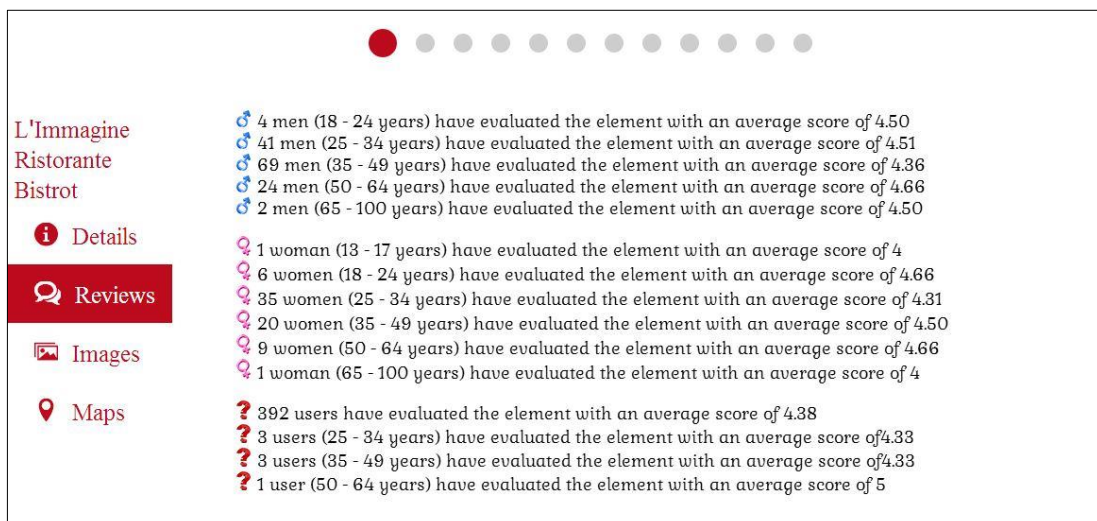 L'Immagine
Ristorante
Bistrot
Details
Reviews
Images
Maps
4 men (18 - 24 years) have evaluated the element with an average score of 4.50
41 men (25 - 34 years) have evaluated the element with an average score of 4.51
69 men (35 - 49 years) have evaluated the element with an average score of 4.36
24 men (50 - 64 years) have evaluated the element with an average score of 4.66
2 men (65 - 100 years) have evaluated the element with an average score of 4.50
1 woman (13 - 17 years) have evaluated the element with an average score of 4
6 women (18 - 24 years) have evaluated the element with an average score of 4.66
35 women (25 - 34 years) have evaluated the element with an average score of 4.31
20 women (35 - 49 years) have evaluated the element with an average score of 4.50
9 women (50 - 64 years) have evaluated the element with an average score of 4.66
1 woman (65 - 100 years) have evaluated the element with an average score of 4
? 392 users have evaluated the element with an average score of 4.38
? 3 users (25 - 34 years) have evaluated the element with an average score of4.33
? 3 users (35 - 49 years) have evaluated the element with an average score of4.33
? 1 user (50 - 64 years) have evaluated the element with an average score of 5